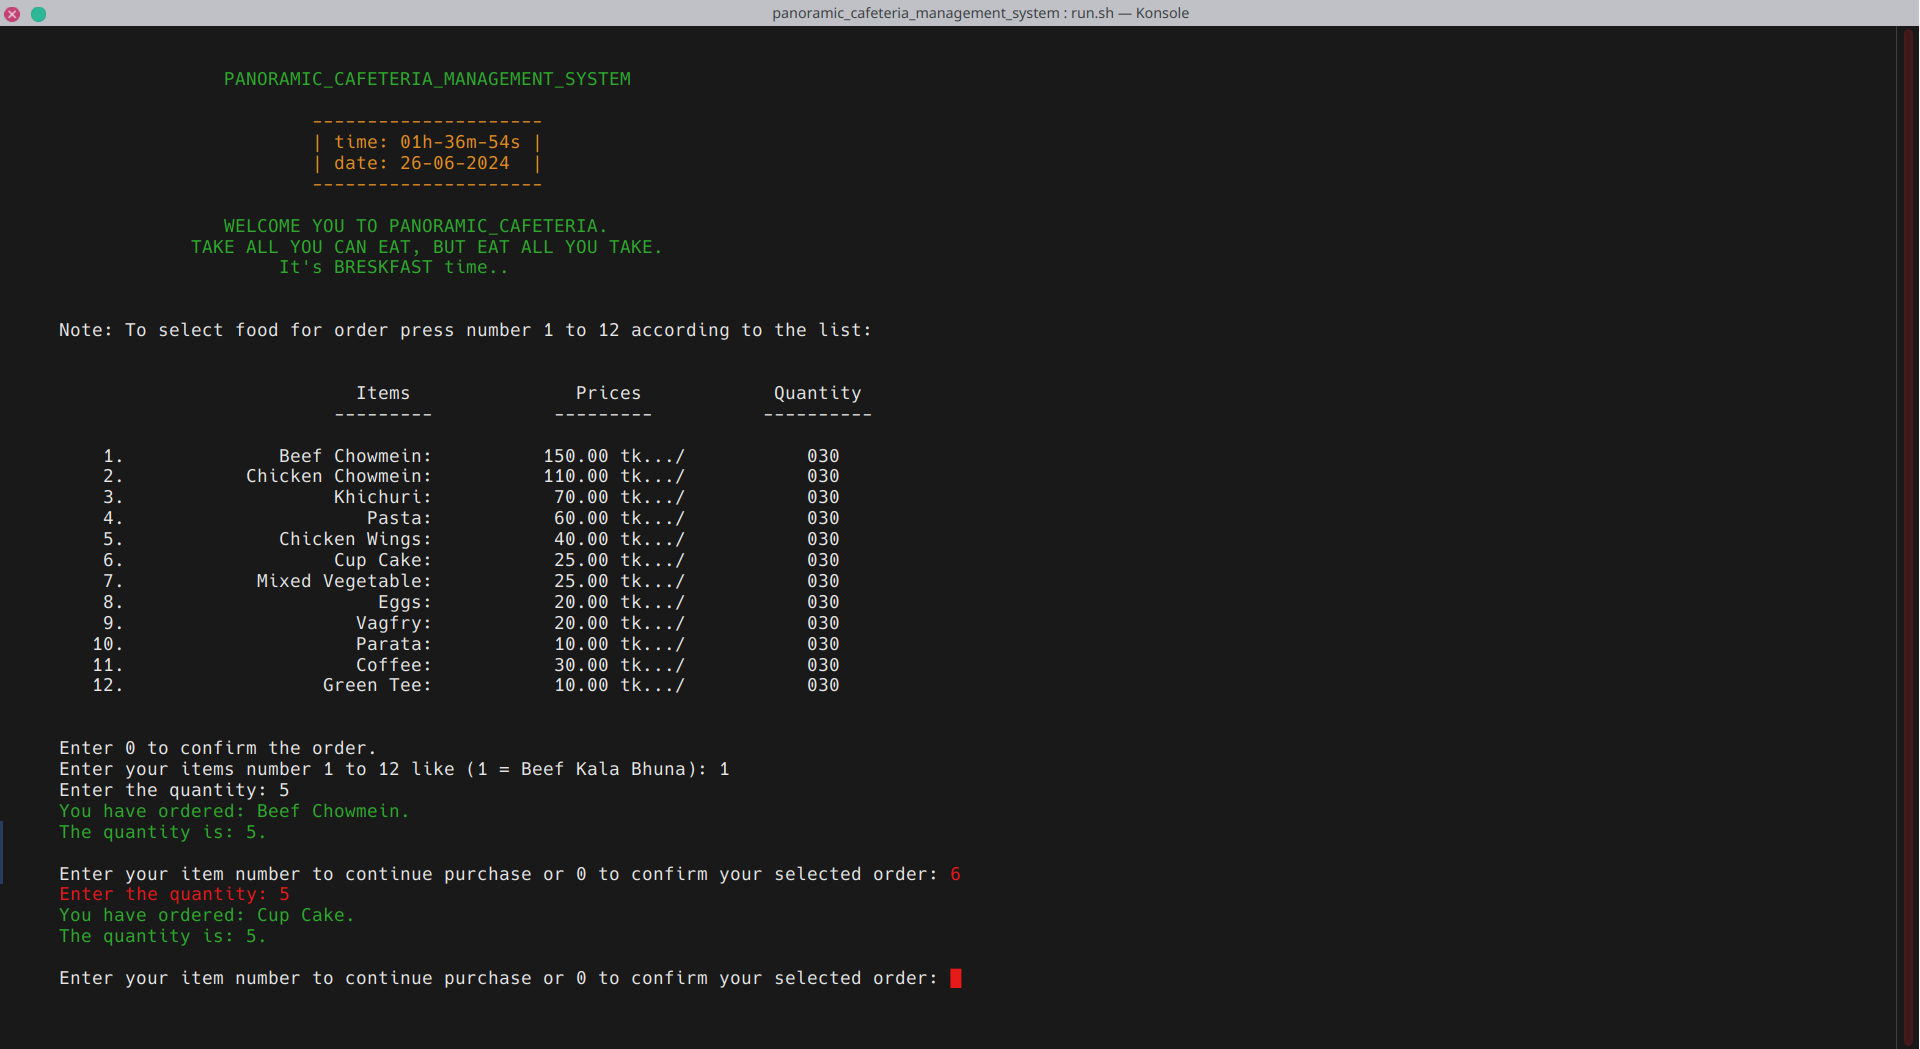 panoramic_cafeteria_management_system : run.sh — Konsole
PANORAMIC_CAFETERIA_MANAGEMENT_SYSTEM
---------------------
| time: 01h-36m-54s |
| date: 26-06-2024  |
---------------------
WELCOME YOU TO PANORAMIC_CAFETERIA.
TAKE ALL YOU CAN EAT, BUT EAT ALL YOU TAKE.
It's BRESKFAST time..
Note: To select food for order press number 1 to 12 according to the list:
Items Prices Quantity
--------- --------- ----------
1. Beef Chowmein: 150.00 tk.../ 030
2. Chicken Chowmein: 110.00 tk.../ 030
3. Khichuri: 70.00 tk.../ 030
4. Pasta: 60.00 tk.../ 030
5. Chicken Wings: 40.00 tk.../ 030
6. Cup Cake: 25.00 tk.../ 030
7. Mixed Vegetable: 25.00 tk.../ 030
8. Eggs: 20.00 tk.../ 030
9. Vagfry: 20.00 tk.../ 030
10. Parata: 10.00 tk.../ 030
11. Coffee: 30.00 tk.../ 030
12. Green Tee: 10.00 tk.../ 030
Enter 0 to confirm the order.
Enter your items number 1 to 12 like (1 = Beef Kala Bhuna): 1
Enter the quantity: 5
You have ordered: Beef Chowmein.
The quantity is: 5.
Enter your item number to continue purchase or 0 to confirm your selected order: 6
Enter the quantity: 5
You have ordered: Cup Cake.
The quantity is: 5.
Enter your item number to continue purchase or 0 to confirm your selected order: